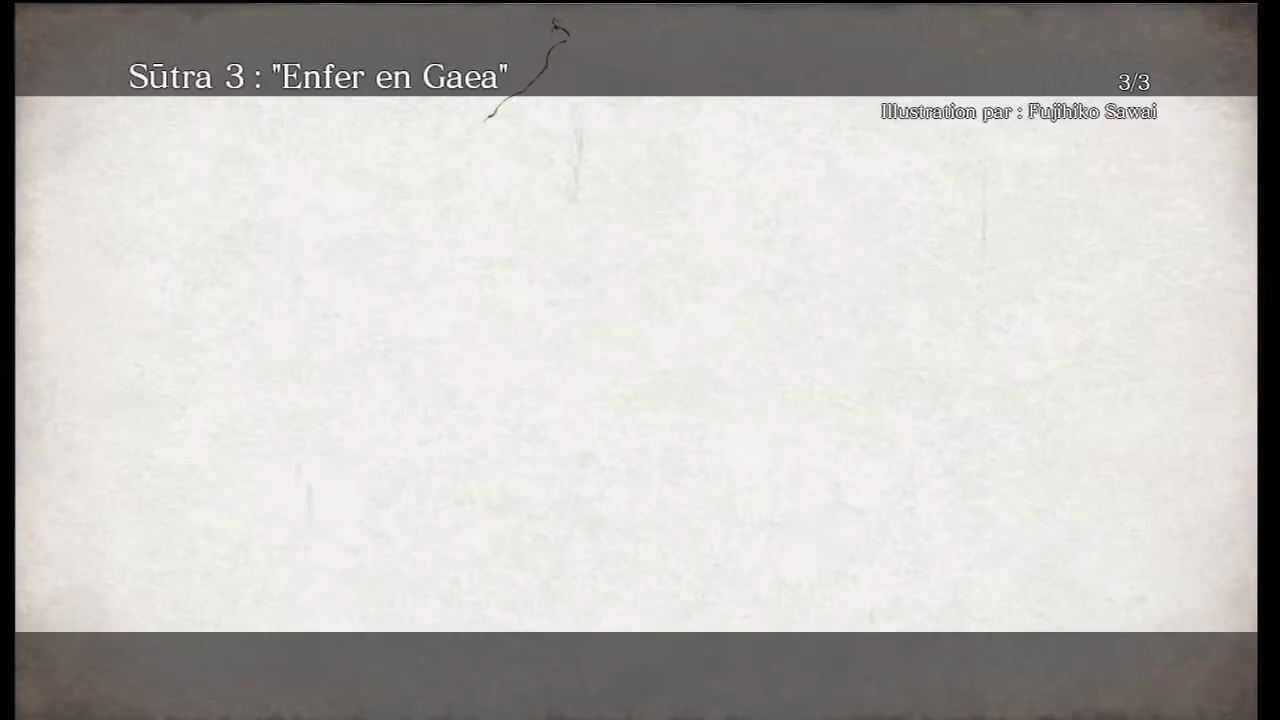 Sūtra 3 : "Enfer en Gaea"
3/3
Illustration par : Fujihiko Sawai